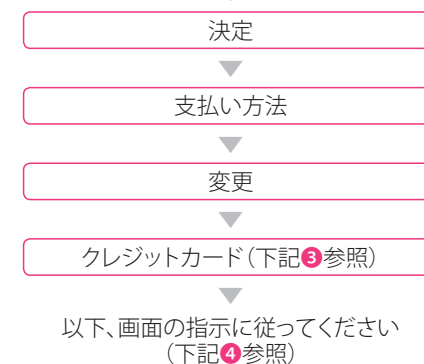 決定
支払い方法
変更
クレジットカード（下記❸参照）
以下、画面の指示に従ってください
（下記❹参照）